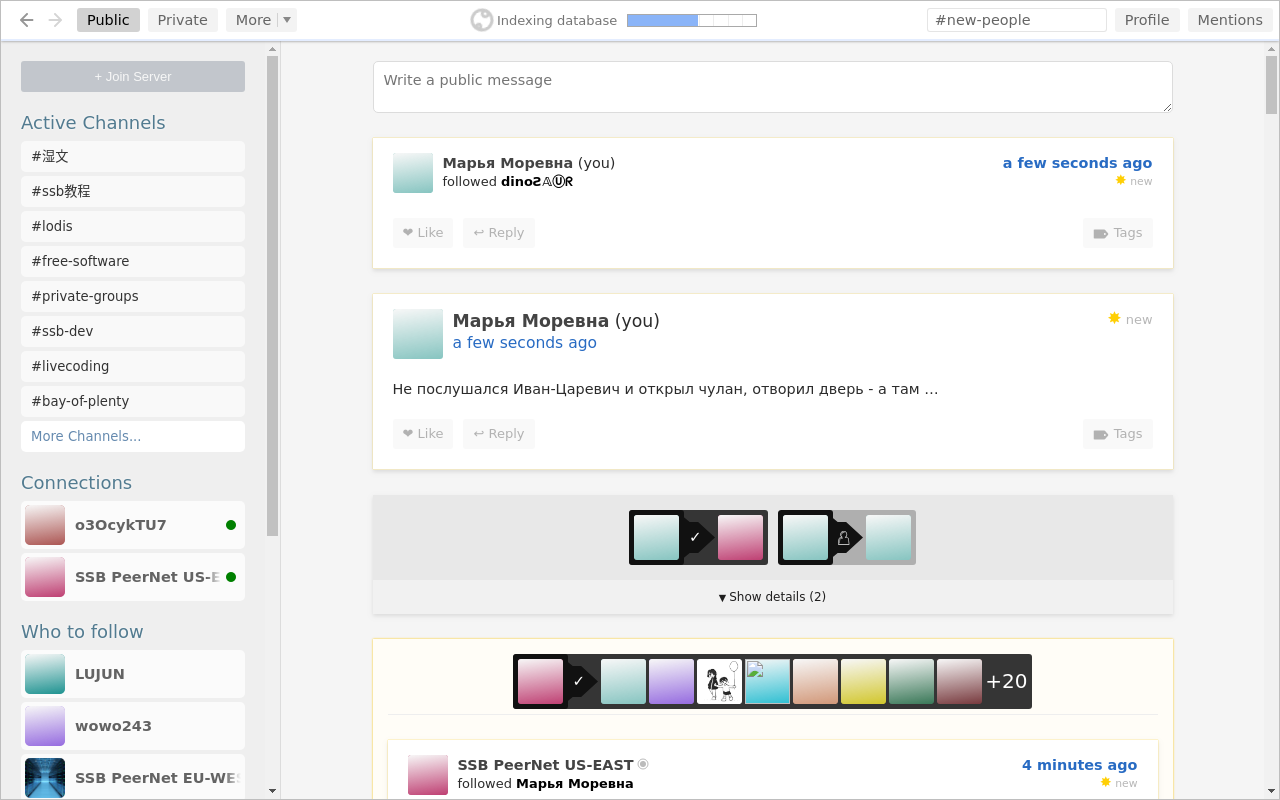 Public Private More ▾ Indexing database #new-people Profile Mentions
+ Join Server
Active Channels
#湿文
#ssb教程
#lodis
#free-software
#private-groups
#ssb-dev
#livecoding
#bay-of-plenty
More Channels...
Connections
o3OcykTU7
SSB PeerNet US-E
Who to follow
LUJUN
wowo243
SSB PeerNet EU-WES
Write a public message
Марья Моревна (you) a few seconds ago
followed dinoƧ𝔸Ⓤᖇ new
❤ Like ↩ Reply Tags
Марья Моревна (you) new
a few seconds ago
Не послушался Иван-Царевич и открыл чулан, отворил дверь - а там ...
❤ Like ↩ Reply Tags
▼ Show details (2)
+20
SSB PeerNet US-EAST 4 minutes ago
followed Марья Моревна new